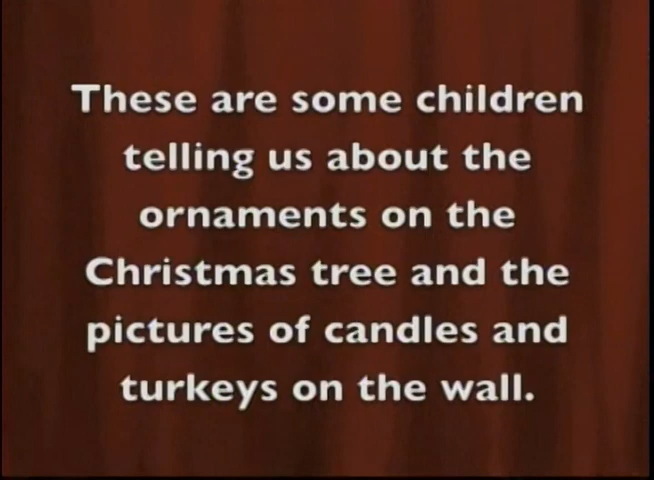 These are some children
telling us about the
ornaments on the
Christmas tree and the
pictures of candles and
turkeys on the wall.